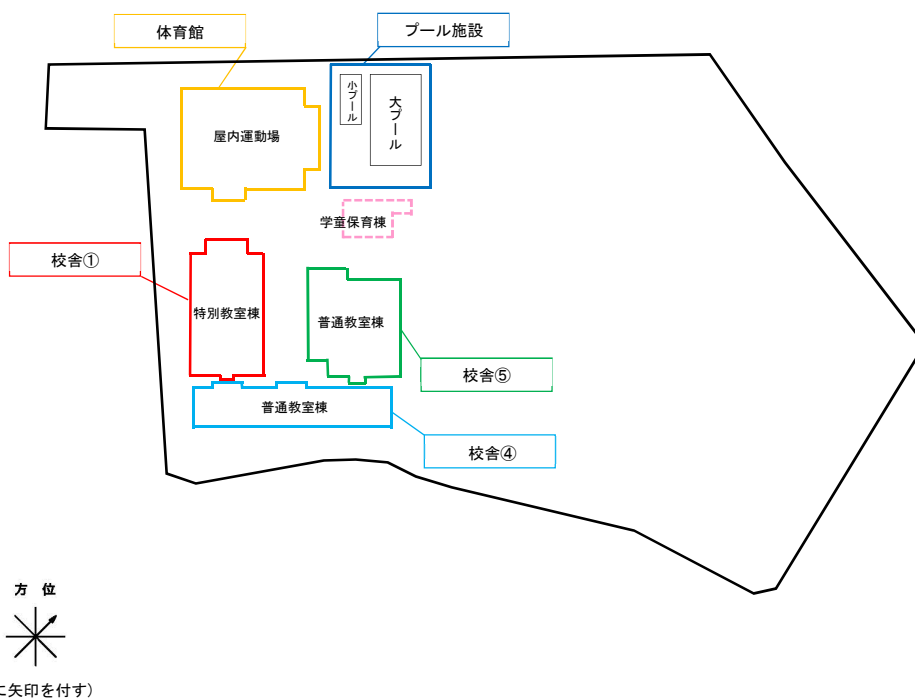 体育館
プール施設
小プール
大プール
屋内運動場
学童保育棟
校舎①
特別教室棟
普通教室棟
校舎⑤
普通教室棟
校舎④
方 位
に矢印を付す)